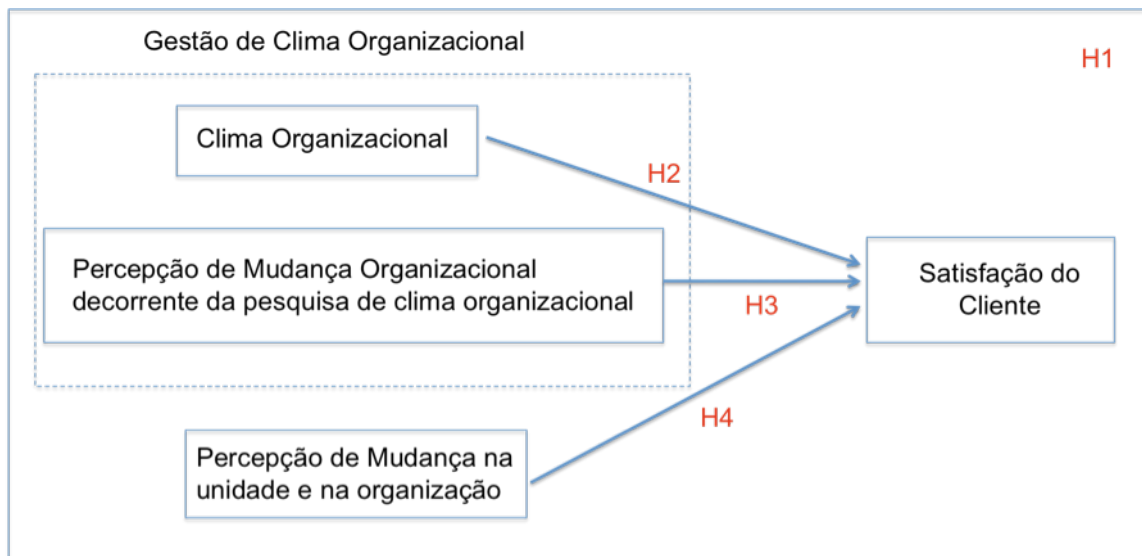 Gestão de Clima Organizacional
H1
Clima Organizacional
H2
Percepção de Mudança Organizacional
decorrente da pesquisa de clima organizacional
H3
Satisfação do
Cliente
H4
Percepção de Mudança na
unidade e na organização